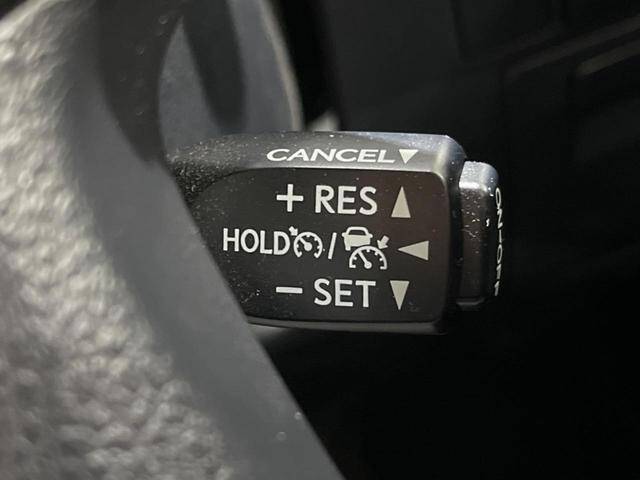 CANCEL▼
+ RES ▲
HOLD / ◀
− SET ▼
ON/OFF